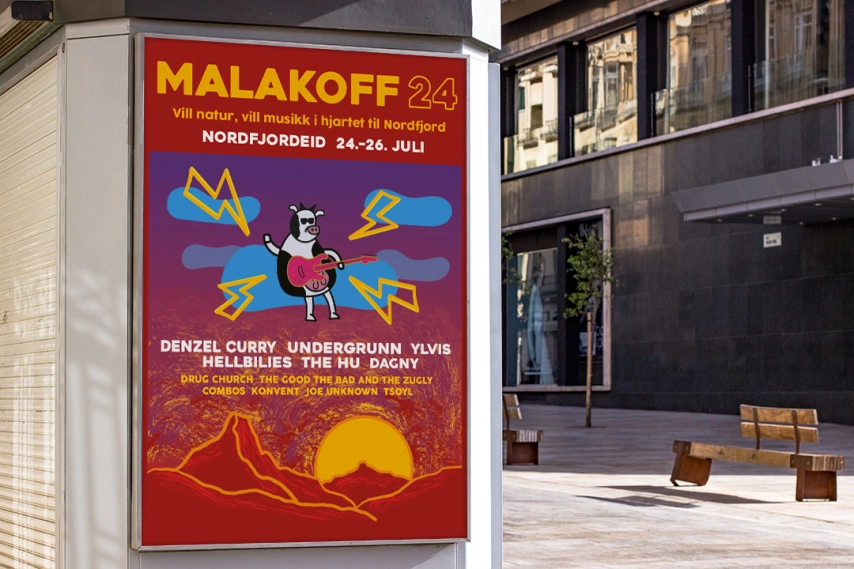 MALAKOFF 24
Vill natur, vill musikk i hjartet til Nordfjord
NORDFJORDEID 24.-26. JULI
DENZEL CURRY UNDERGRUNN YLVIS
HELLBILIES THE HU DAGNY
DRUG CHURCH THE GOOD THE BAD AND THE ZUGLY
COMBOS KONVENT JOE UNKNOWN TSOYL